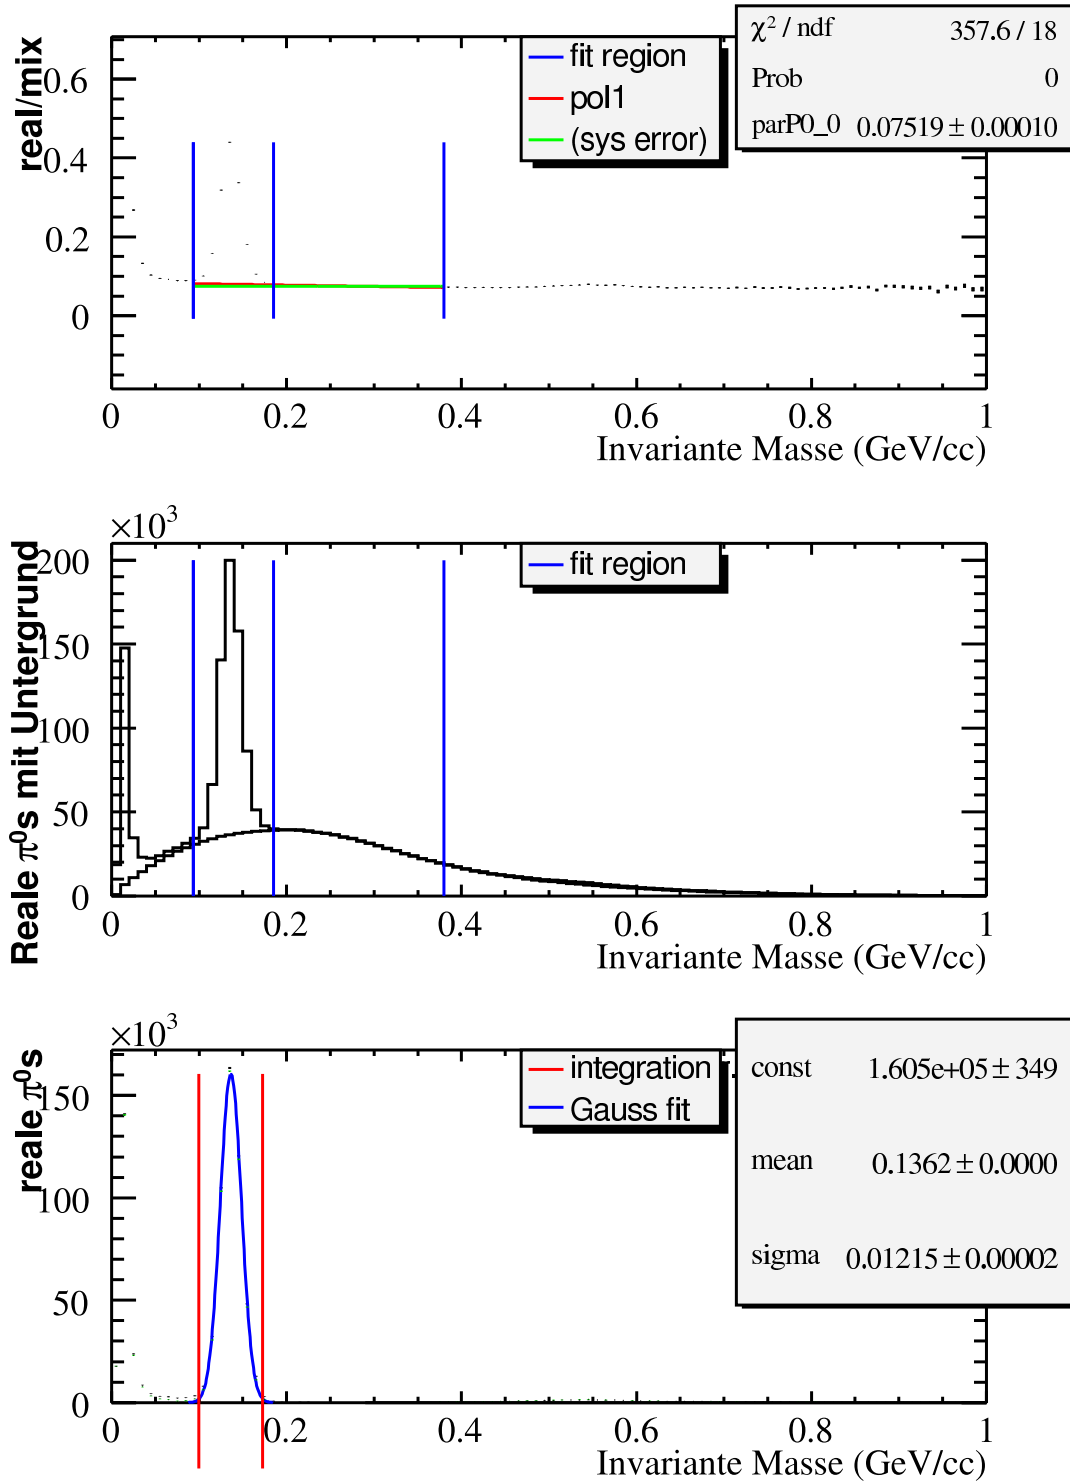 χ² / ndf 357.6 / 18
Prob 0
parP0_0 0.07519 ± 0.00010
fit region
pol1
(sys error)
real/mix
0.6
0.4
0.2
0
0 0.2 0.4 0.6 0.8 1
Invariante Masse (GeV/cc)
×10³
fit region
Reale π⁰s mit Untergrund
200
150
100
50
0
0 0.2 0.4 0.6 0.8 1
Invariante Masse (GeV/cc)
×10³
integration
Gauss fit
const 1.605e+05 ± 349
mean 0.1362 ± 0.0000
sigma 0.01215 ± 0.00002
reale π⁰s
150
100
50
0
0 0.2 0.4 0.6 0.8 1
Invariante Masse (GeV/cc)